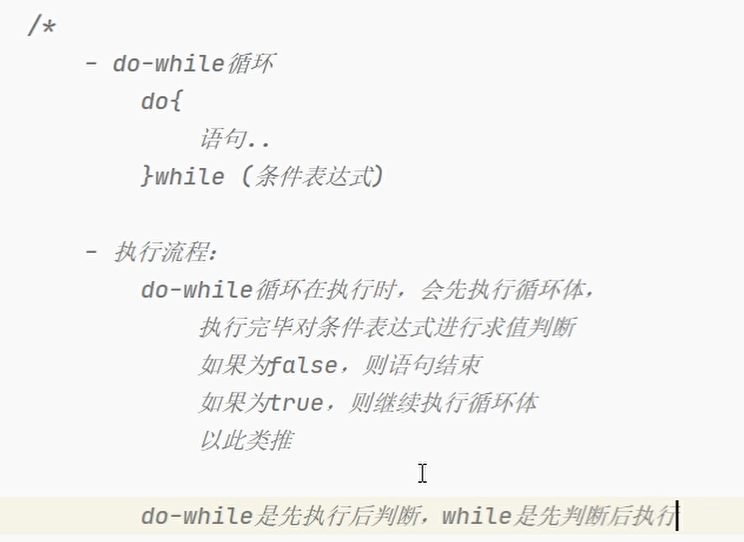 /*
- do-while循环
do{
语句..
}while (条件表达式)
- 执行流程:
do-while循环在执行时，会先执行循环体，
执行完毕对条件表达式进行求值判断
如果为false，则语句结束
如果为true，则继续执行循环体
以此类推
do-while是先执行后判断，while是先判断后执行